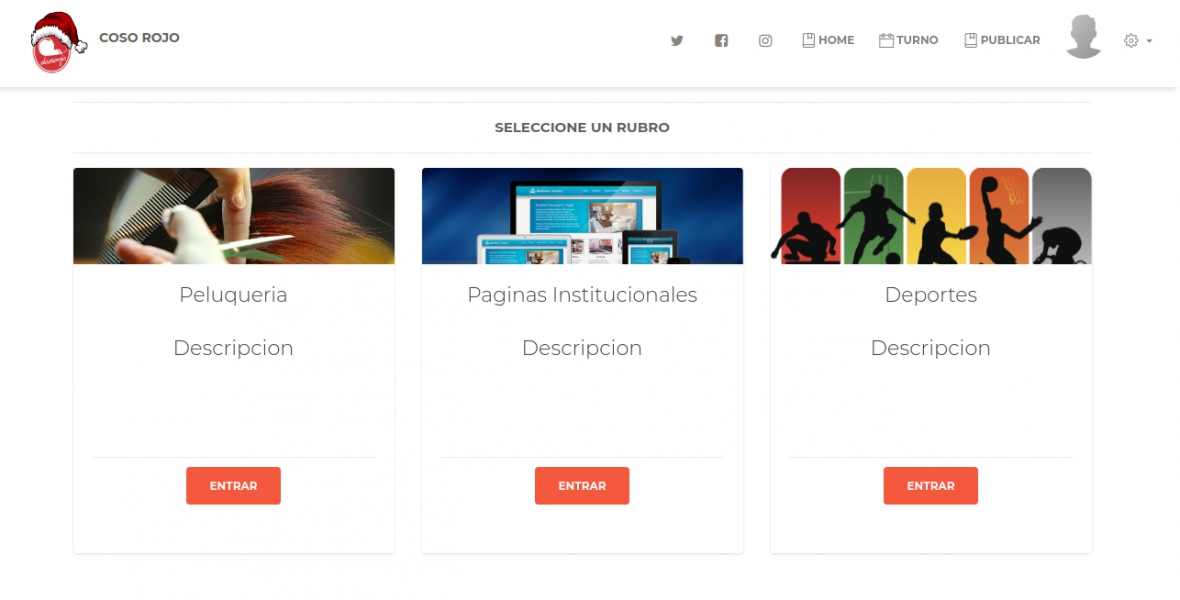 COSO ROJO
HOME
TURNO
PUBLICAR
SELECCIONE UN RUBRO
Peluqueria
Descripcion
ENTRAR
Paginas Institucionales
Descripcion
ENTRAR
Deportes
Descripcion
ENTRAR